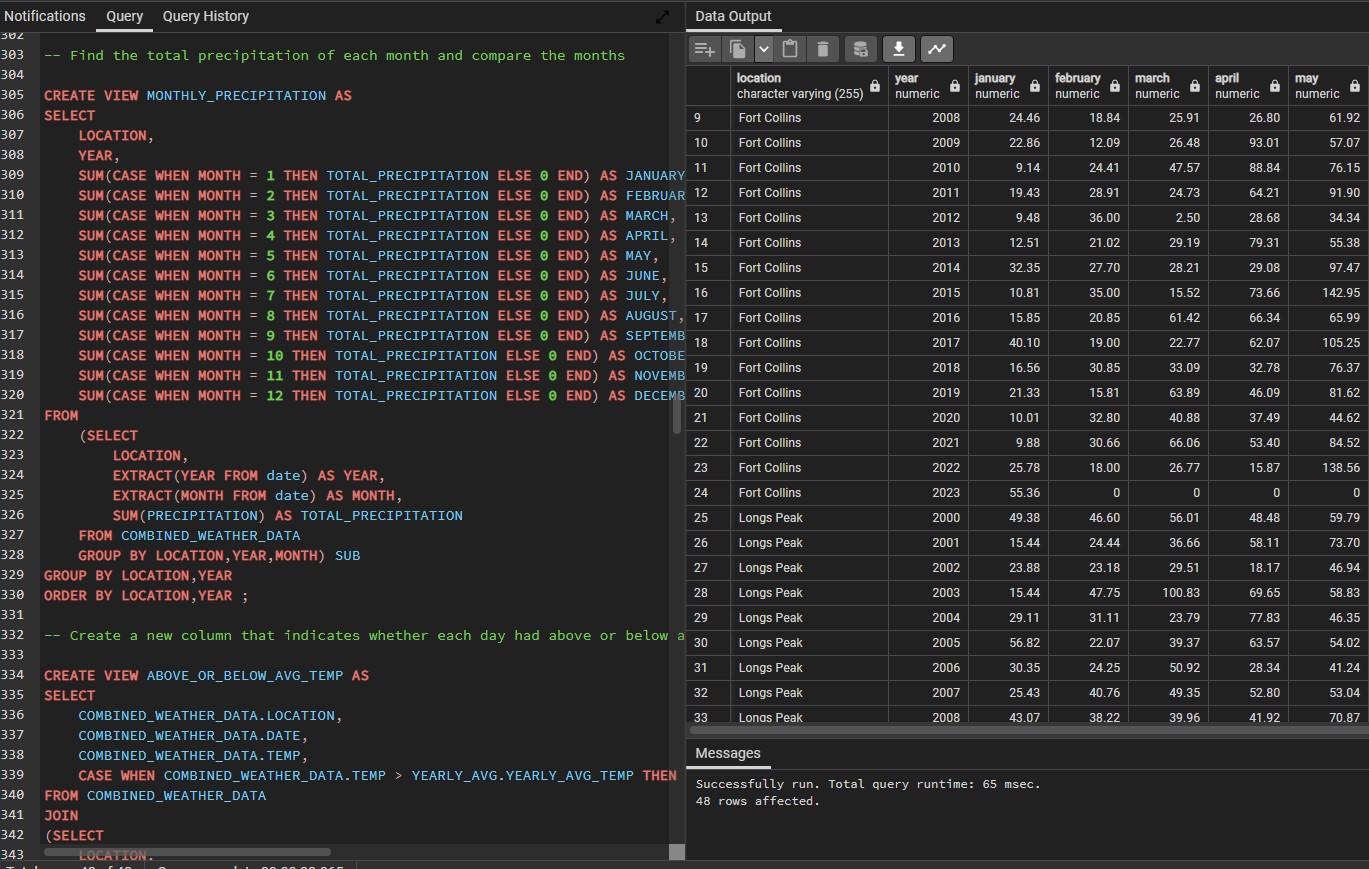 Notifications Query Query History
302
303 -- Find the total precipitation of each month and compare the months
304
305 CREATE VIEW MONTHLY_PRECIPITATION AS
306 SELECT
307 LOCATION,
308 YEAR,
309 SUM(CASE WHEN MONTH = 1 THEN TOTAL_PRECIPITATION ELSE 0 END) AS JANUARY
310 SUM(CASE WHEN MONTH = 2 THEN TOTAL_PRECIPITATION ELSE 0 END) AS FEBRUAR
311 SUM(CASE WHEN MONTH = 3 THEN TOTAL_PRECIPITATION ELSE 0 END) AS MARCH,
312 SUM(CASE WHEN MONTH = 4 THEN TOTAL_PRECIPITATION ELSE 0 END) AS APRIL,
313 SUM(CASE WHEN MONTH = 5 THEN TOTAL_PRECIPITATION ELSE 0 END) AS MAY,
314 SUM(CASE WHEN MONTH = 6 THEN TOTAL_PRECIPITATION ELSE 0 END) AS JUNE,
315 SUM(CASE WHEN MONTH = 7 THEN TOTAL_PRECIPITATION ELSE 0 END) AS JULY,
316 SUM(CASE WHEN MONTH = 8 THEN TOTAL_PRECIPITATION ELSE 0 END) AS AUGUST,
317 SUM(CASE WHEN MONTH = 9 THEN TOTAL_PRECIPITATION ELSE 0 END) AS SEPTEMB
318 SUM(CASE WHEN MONTH = 10 THEN TOTAL_PRECIPITATION ELSE 0 END) AS OCTOBE
319 SUM(CASE WHEN MONTH = 11 THEN TOTAL_PRECIPITATION ELSE 0 END) AS NOVEMB
320 SUM(CASE WHEN MONTH = 12 THEN TOTAL_PRECIPITATION ELSE 0 END) AS DECEMB
321 FROM
322 (SELECT
323 LOCATION,
324 EXTRACT(YEAR FROM date) AS YEAR,
325 EXTRACT(MONTH FROM date) AS MONTH,
326 SUM(PRECIPITATION) AS TOTAL_PRECIPITATION
327 FROM COMBINED_WEATHER_DATA
328 GROUP BY LOCATION,YEAR,MONTH) SUB
329 GROUP BY LOCATION,YEAR
330 ORDER BY LOCATION,YEAR ;
331
332 -- Create a new column that indicates whether each day had above or below a
333
334 CREATE VIEW ABOVE_OR_BELOW_AVG_TEMP AS
335 SELECT
336 COMBINED_WEATHER_DATA.LOCATION,
337 COMBINED_WEATHER_DATA.DATE,
338 COMBINED_WEATHER_DATA.TEMP,
339 CASE WHEN COMBINED_WEATHER_DATA.TEMP > YEARLY_AVG.YEARLY_AVG_TEMP THEN
340 FROM COMBINED_WEATHER_DATA
341 JOIN
342 (SELECT
343 LOCATION,
Data Output
location year january february march april may
character varying (255) numeric numeric numeric numeric numeric numeric
9 Fort Collins 2008 24.46 18.84 25.91 26.80 61.92
10 Fort Collins 2009 22.86 12.09 26.48 93.01 57.07
11 Fort Collins 2010 9.14 24.41 47.57 88.84 76.15
12 Fort Collins 2011 19.43 28.91 24.73 64.21 91.90
13 Fort Collins 2012 9.48 36.00 2.50 28.68 34.34
14 Fort Collins 2013 12.51 21.02 29.19 79.31 55.38
15 Fort Collins 2014 32.35 27.70 28.21 29.08 97.47
16 Fort Collins 2015 10.81 35.00 15.52 73.66 142.95
17 Fort Collins 2016 15.85 20.85 61.42 66.34 65.99
18 Fort Collins 2017 40.10 19.00 22.77 62.07 105.25
19 Fort Collins 2018 16.56 30.85 33.09 32.78 76.37
20 Fort Collins 2019 21.33 15.81 63.89 46.09 81.62
21 Fort Collins 2020 10.01 32.80 40.88 37.49 44.62
22 Fort Collins 2021 9.88 30.66 66.06 53.40 84.52
23 Fort Collins 2022 25.78 18.00 26.77 15.87 138.56
24 Fort Collins 2023 55.36 0 0 0 0
25 Longs Peak 2000 49.38 46.60 56.01 48.48 59.79
26 Longs Peak 2001 15.44 24.44 36.66 58.11 73.70
27 Longs Peak 2002 23.88 23.18 29.51 18.17 46.94
28 Longs Peak 2003 15.44 47.75 100.83 69.65 58.83
29 Longs Peak 2004 29.11 31.11 23.79 77.83 46.35
30 Longs Peak 2005 56.82 22.07 39.37 63.57 54.02
31 Longs Peak 2006 30.35 24.25 50.92 28.34 21.24
32 Longs Peak 2007 25.43 40.76 49.35 52.80 53.04
33 Longs Peak 2008 43.07 38.22 39.96 41.92 70.87
Messages
Successfully run. Total query runtime: 65 msec.
48 rows affected.